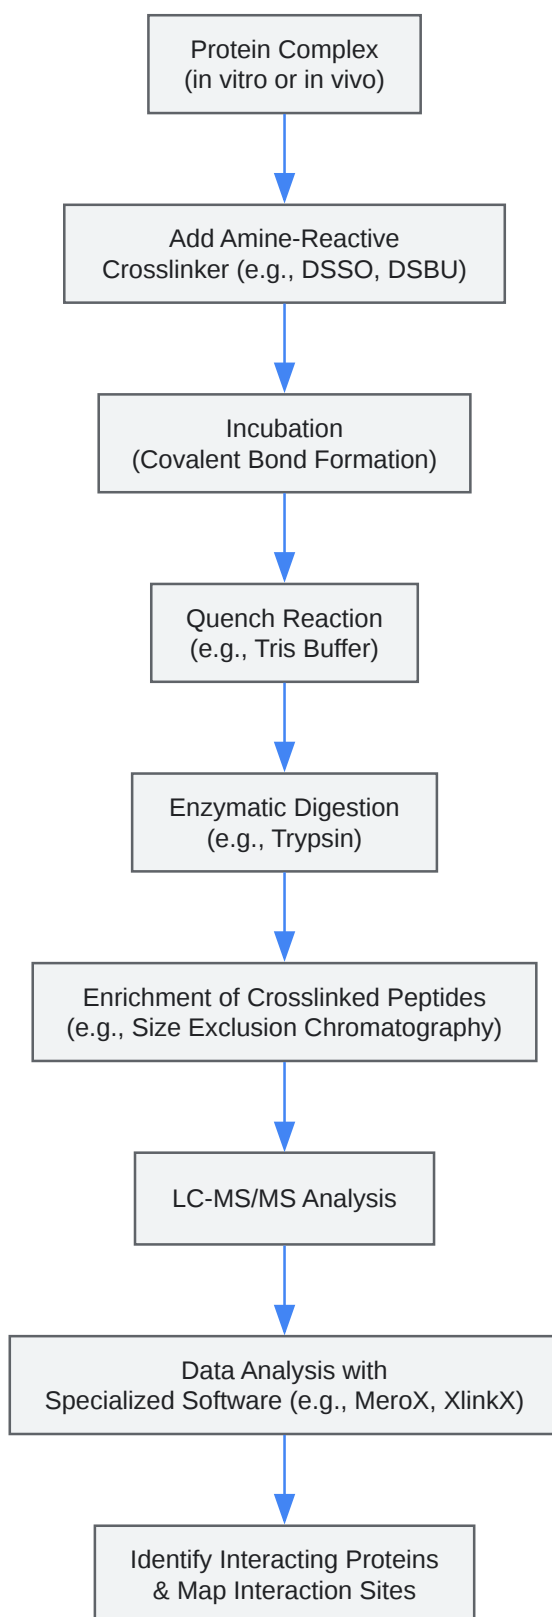 Protein Complex
(in vitro or in vivo)
Add Amine-Reactive
Crosslinker (e.g., DSSO, DSBU)
Incubation
(Covalent Bond Formation)
Quench Reaction
(e.g., Tris Buffer)
Enzymatic Digestion
(e.g., Trypsin)
Enrichment of Crosslinked Peptides
(e.g., Size Exclusion Chromatography)
LC-MS/MS Analysis
Data Analysis with
Specialized Software (e.g., MeroX, XlinkX)
Identify Interacting Proteins
& Map Interaction Sites